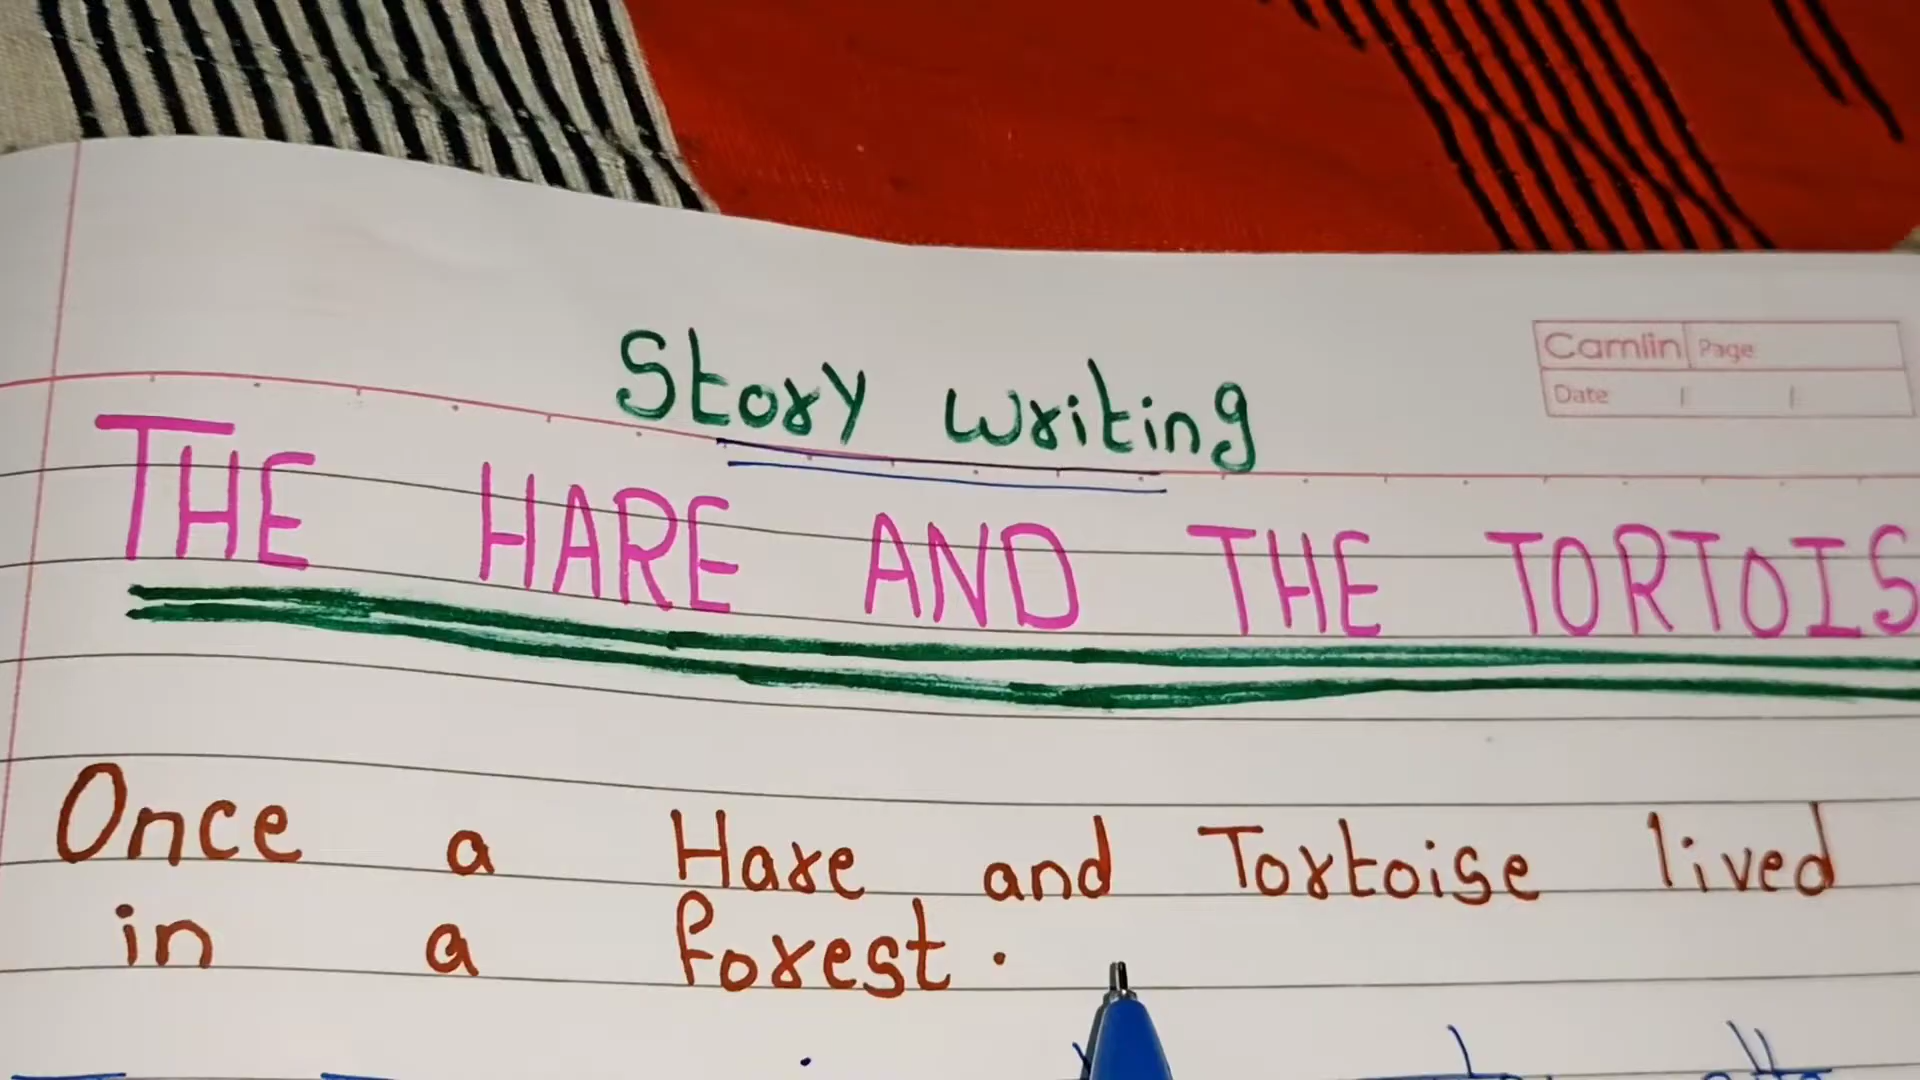 Camlin Page
Date
Story writing
THE HARE AND THE TORTOIS
Once a Hare and Tortoise lived
in a forest.